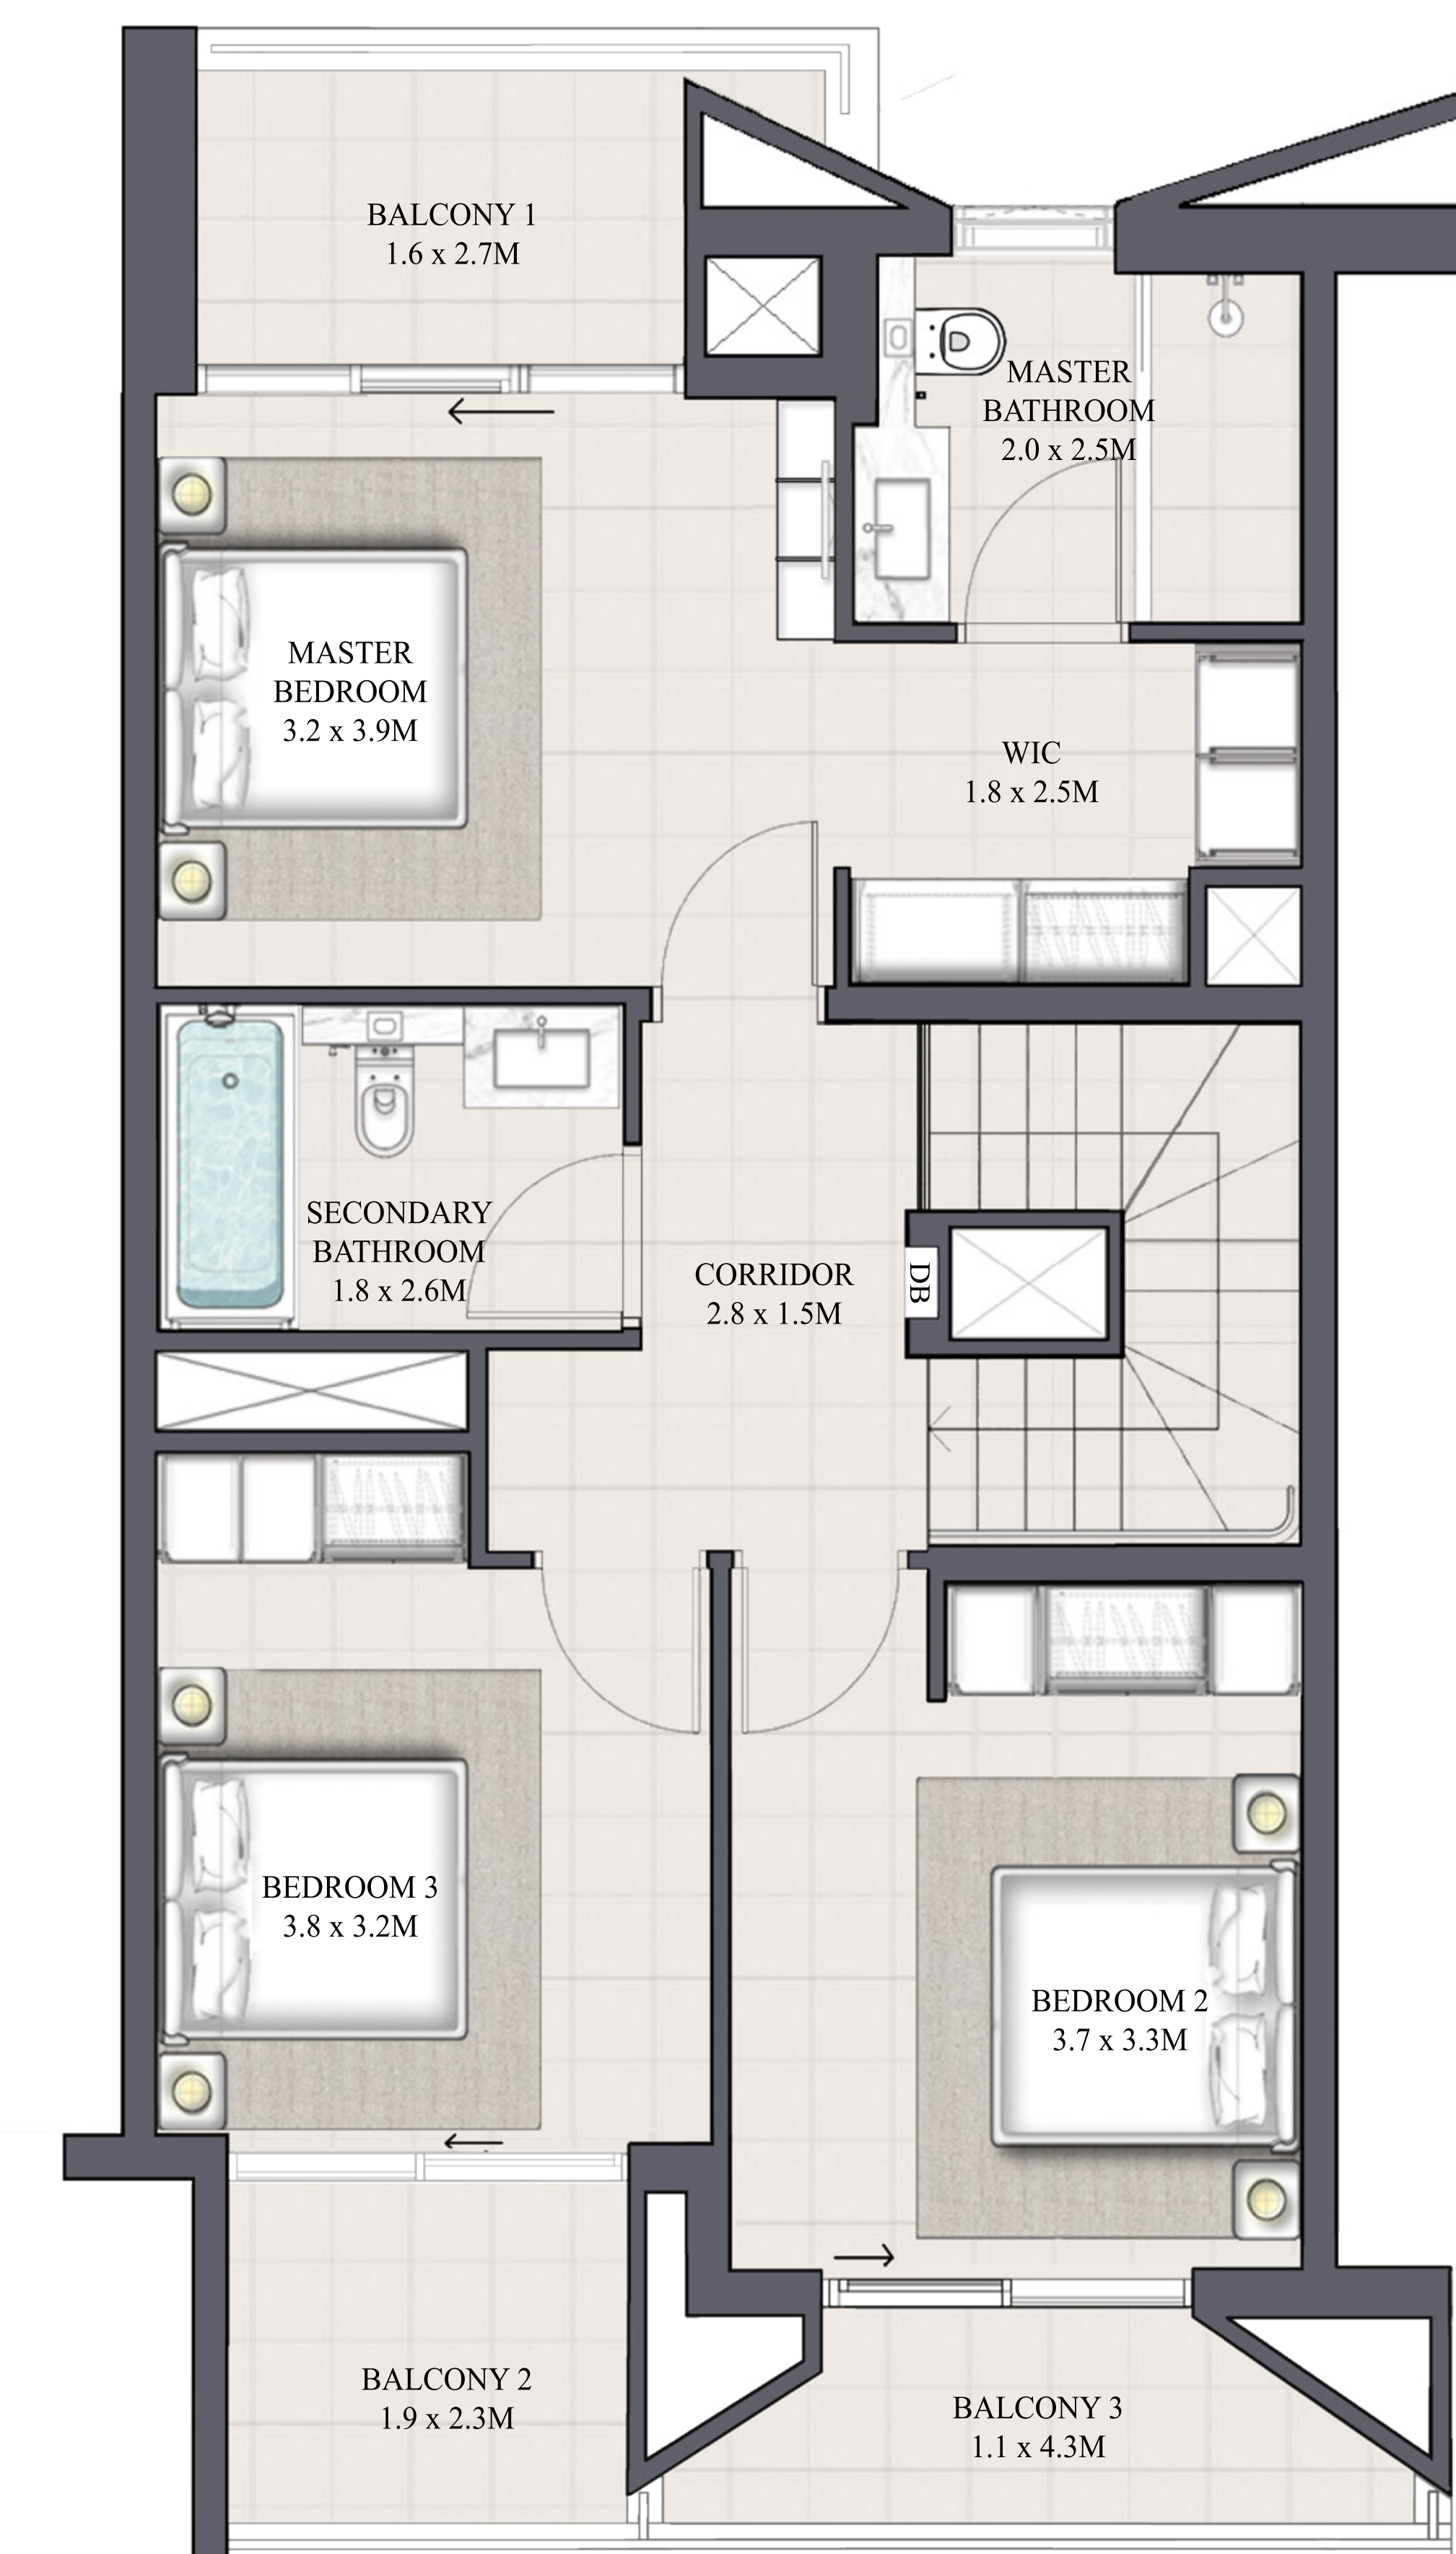 BALCONY 1
1.6 x 2.7M
MASTER
BATHROOM
2.0 x 2.5M
MASTER
BEDROOM
3.2 x 3.9M
WIC
1.8 x 2.5M
SECONDARY
BATHROOM
1.8 x 2.6M
CORRIDOR
2.8 x 1.5M
DB
BEDROOM 3
3.8 x 3.2M
BEDROOM 2
3.7 x 3.3M
BALCONY 2
1.9 x 2.3M
BALCONY 3
1.1 x 4.3M